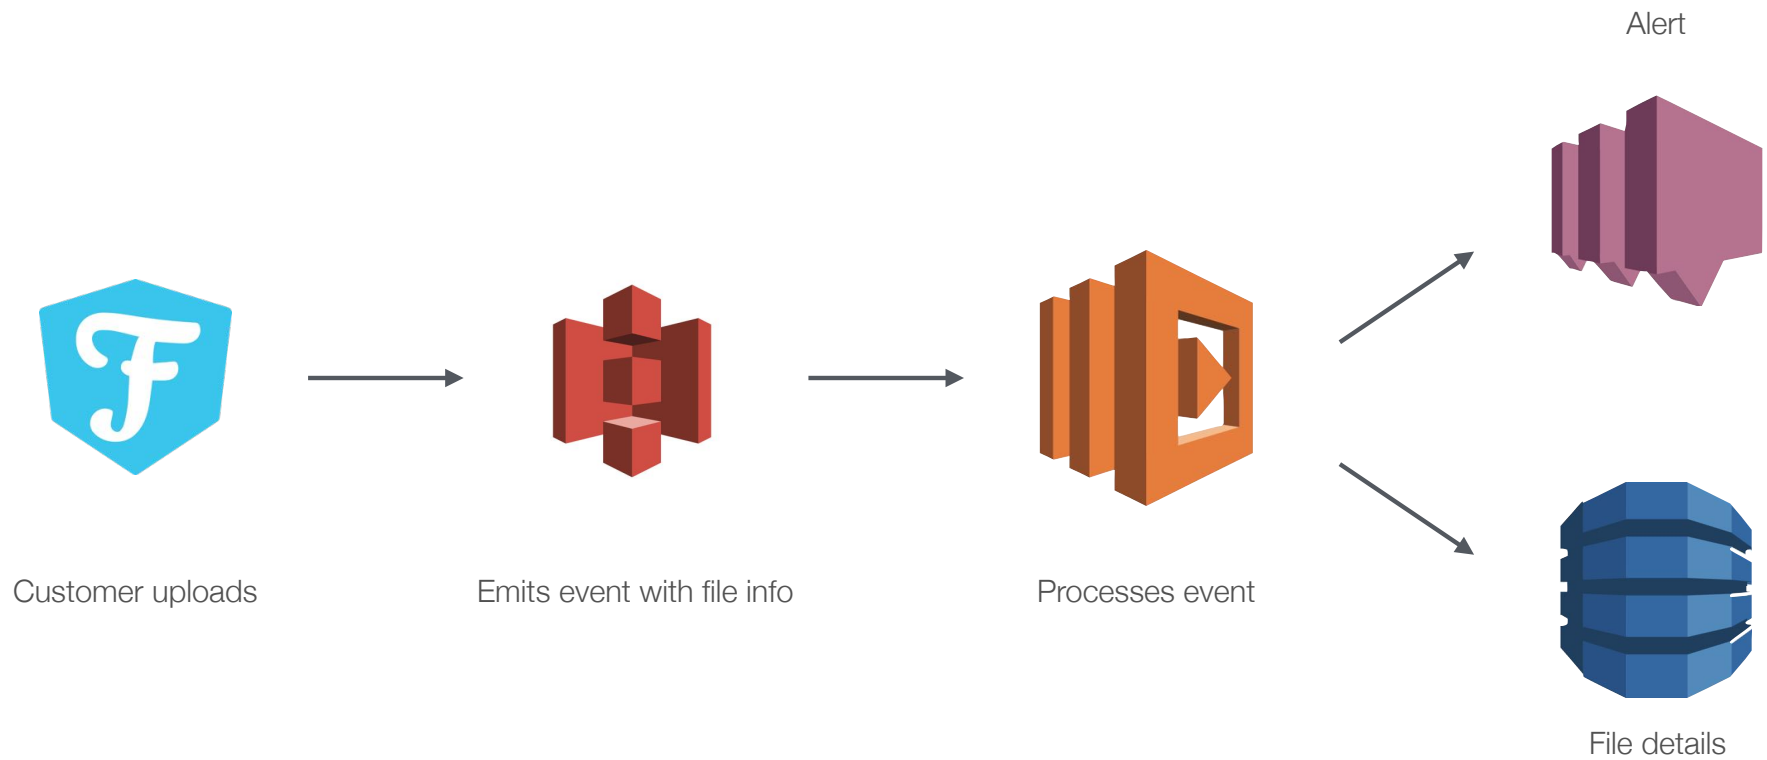 Alert
F
Customer uploads
Emits event with file info
Processes event
File details